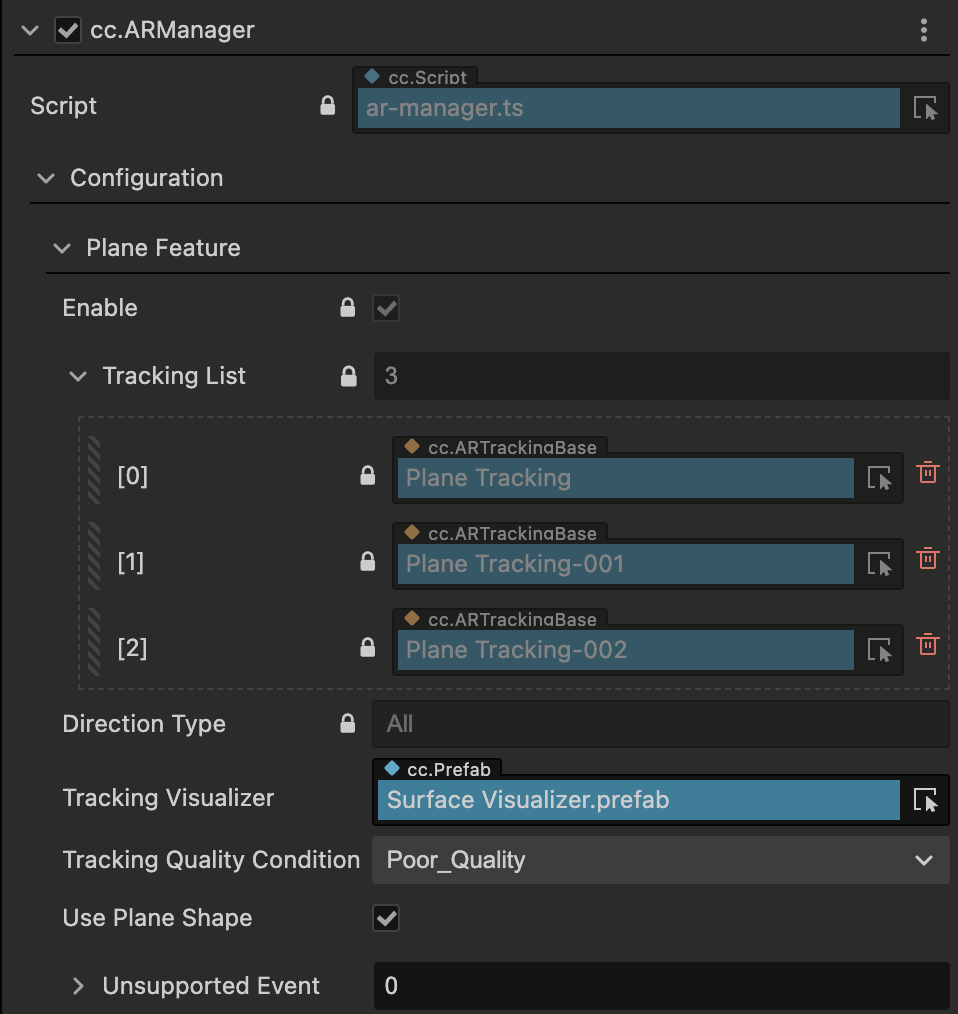 cc.ARManager
cc.Script
Script ar-manager.ts
Configuration
Plane Feature
Enable
Tracking List 3
cc.ARTrackingBase
[0] Plane Tracking
cc.ARTrackingBase
[1] Plane Tracking-001
cc.ARTrackingBase
[2] Plane Tracking-002
Direction Type All
cc.Prefab
Tracking Visualizer Surface Visualizer.prefab
Tracking Quality Condition Poor_Quality
Use Plane Shape
Unsupported Event 0